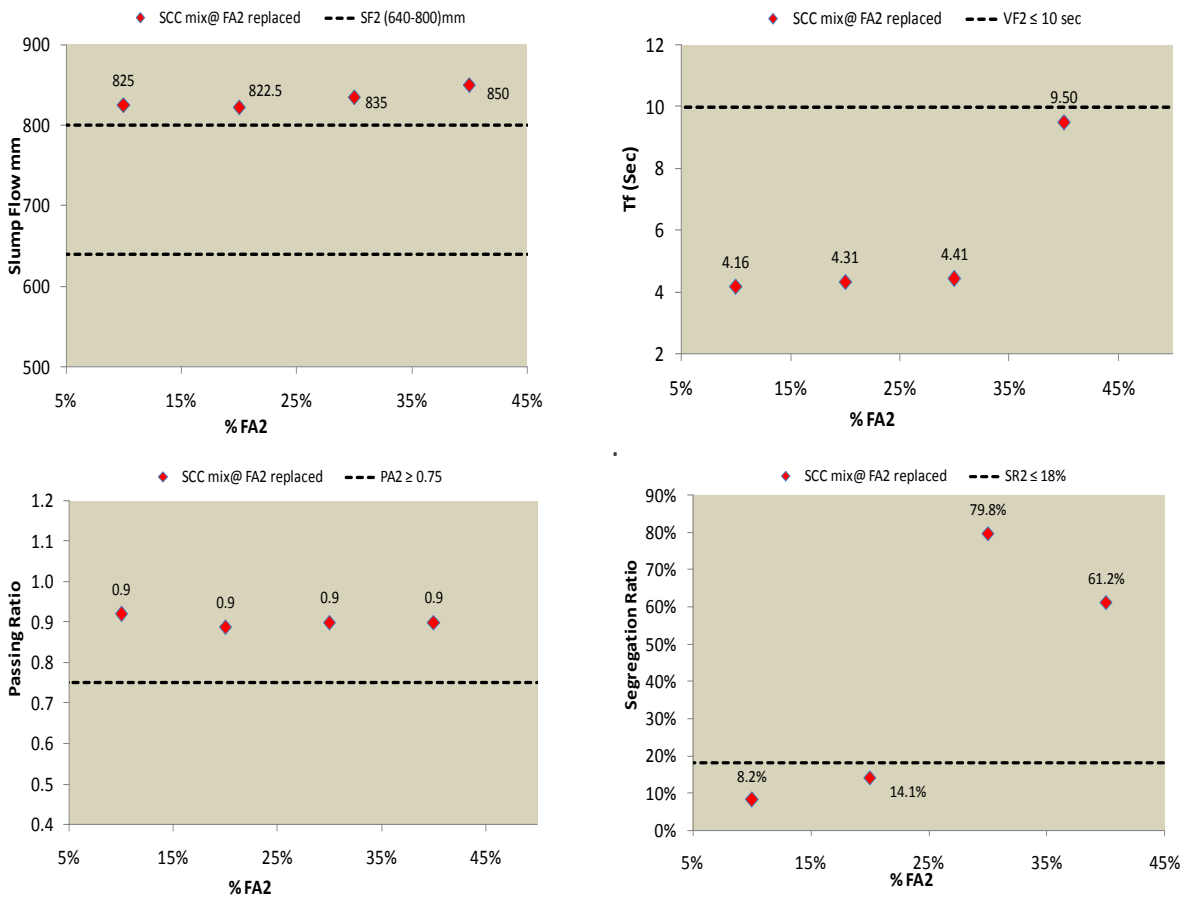 SCC mix@ FA2 replaced SF2 (640-800)mm
900
800
700
600
500
825
822.5
835
850
Slump Flow mm
5% 15% 25% 35% 45%
% FA2
SCC mix@ FA2 replaced VF2 ≤ 10 sec
12
10
8
6
4
2
4.16
4.31
4.41
9.50
Tf (Sec)
5% 15% 25% 35% 45%
% FA2
SCC mix@ FA2 replaced PA2 ≥ 0.75
1.2
1.1
1.0
0.9
0.8
0.7
0.6
0.5
0.4
0.9
0.9
0.9
0.9
Passing Ratio
5% 15% 25% 35% 45%
% FA2
SCC mix@ FA2 replaced SR2 ≤ 18%
90%
80%
70%
60%
50%
40%
30%
20%
10%
0%
8.2%
14.1%
79.8%
61.2%
Segregation Ratio
5% 15% 25% 35% 45%
% FA2